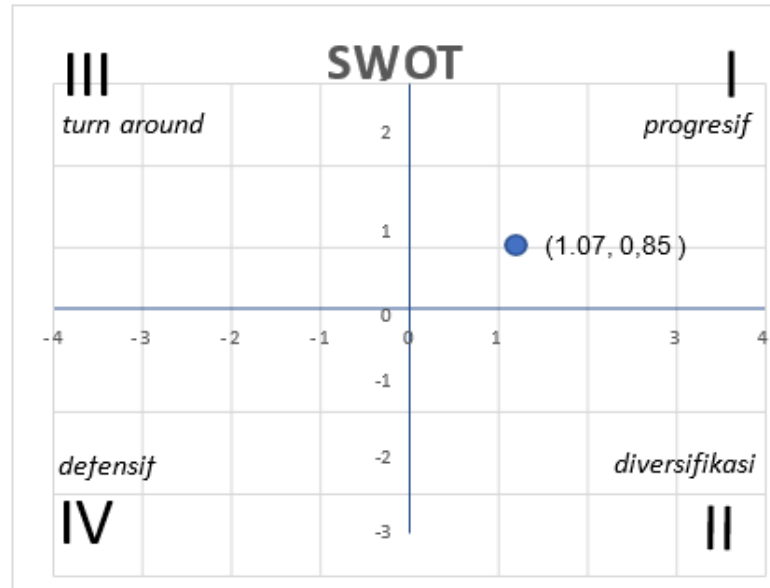 SWOT
III I
turn around progresif
2
1
(1.07, 0,85 )
0
-4 -3 -2 -1 0 1 3 4
-1
-2
defensif diversifikasi
IV II
-3